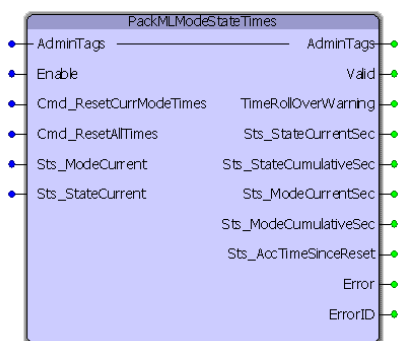 PackMLModeStateTimes
AdminTags AdminTags
Enable Valid
Cmd_ResetCurrModeTimes TimeRollOverWarning
Cmd_ResetAllTimes Sts_StateCurrentSec
Sts_ModeCurrent Sts_StateCumulativeSec
Sts_StateCurrent Sts_ModeCurrentSec
Sts_ModeCumulativeSec
Sts_AccTimeSinceReset
Error
ErrorID